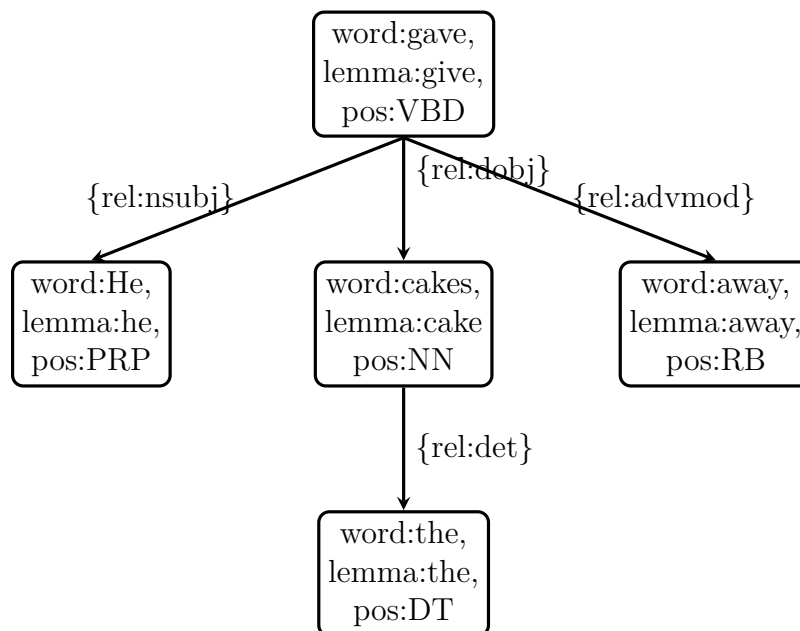 word:gave,
lemma:give,
pos:VBD
{rel:nsubj}
{rel:dobj}
{rel:advmod}
word:He,
lemma:he,
pos:PRP
word:cakes,
lemma:cake
pos:NN
word:away,
lemma:away,
pos:RB
{rel:det}
word:the,
lemma:the,
pos:DT